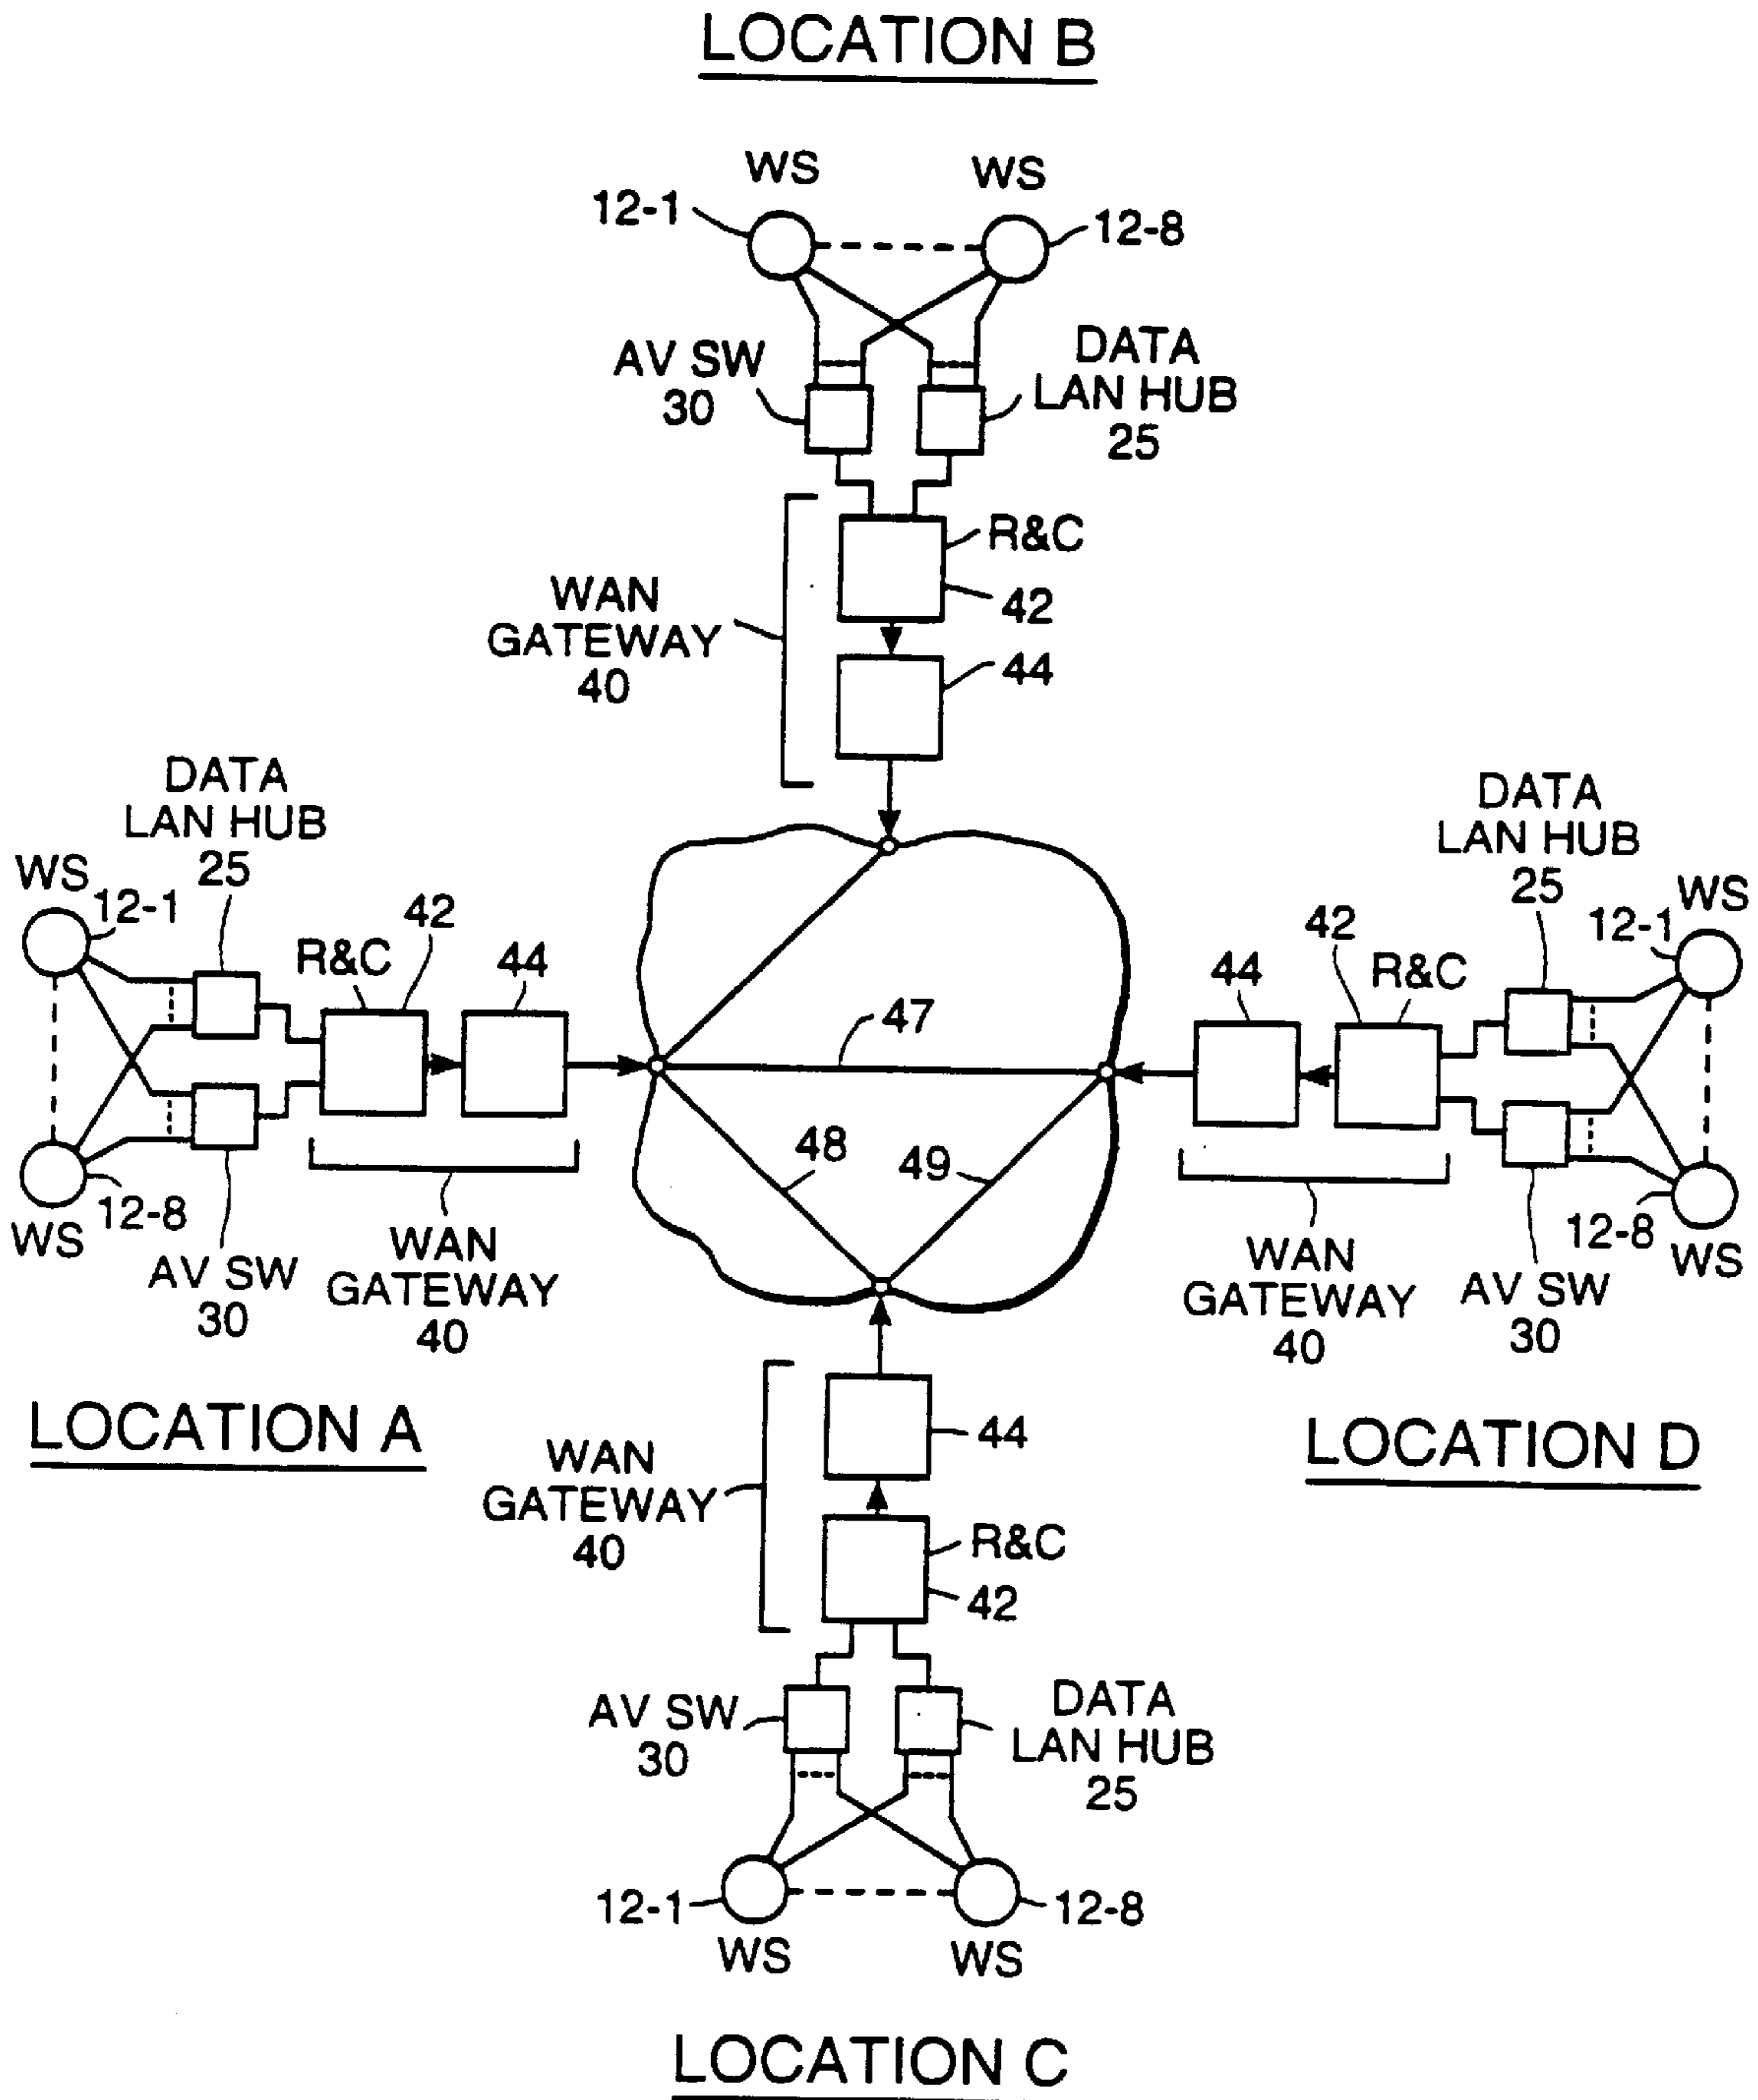 LOCATION B
WS
WS
12-1
12-8
AV SW
30
DATA
LAN HUB
25
R&C
42
WAN
GATEWAY
40
44
DATA
LAN HUB
25
WS
12-1
42
R&C
44
12-8
WS
AV SW
30
WAN
GATEWAY
40
LOCATION A
47
48
49
DATA
LAN HUB
25
WS
12-1
42
R&C
44
12-8
WS
WAN
GATEWAY
40
AV SW
30
LOCATION D
44
WAN
GATEWAY
40
R&C
42
AV SW
30
DATA
LAN HUB
25
12-1
12-8
WS
WS
LOCATION C